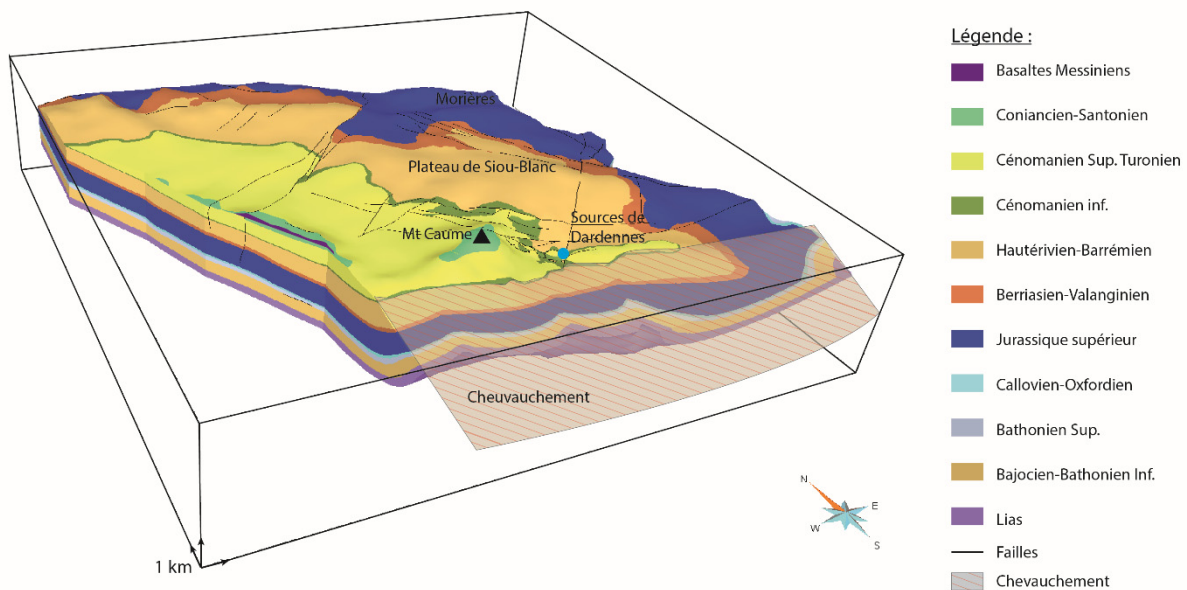 Légende :
Basaltes Messiniens
Coniancien-Santonien
Cénomanien Sup. Turonien
Cénomanien inf.
Hautérivien-Barrémien
Berriasien-Valanginien
Jurassique supérieur
Callovien-Oxfordien
Bathonien Sup.
Bajocien-Bathonien Inf.
Lias
Failles
Chevauchement
Morières
Plateau de Siou-Blanc
Sources de
Dardennes
Mt Caume
Cheuvauchement
N
E
W
S
1 km